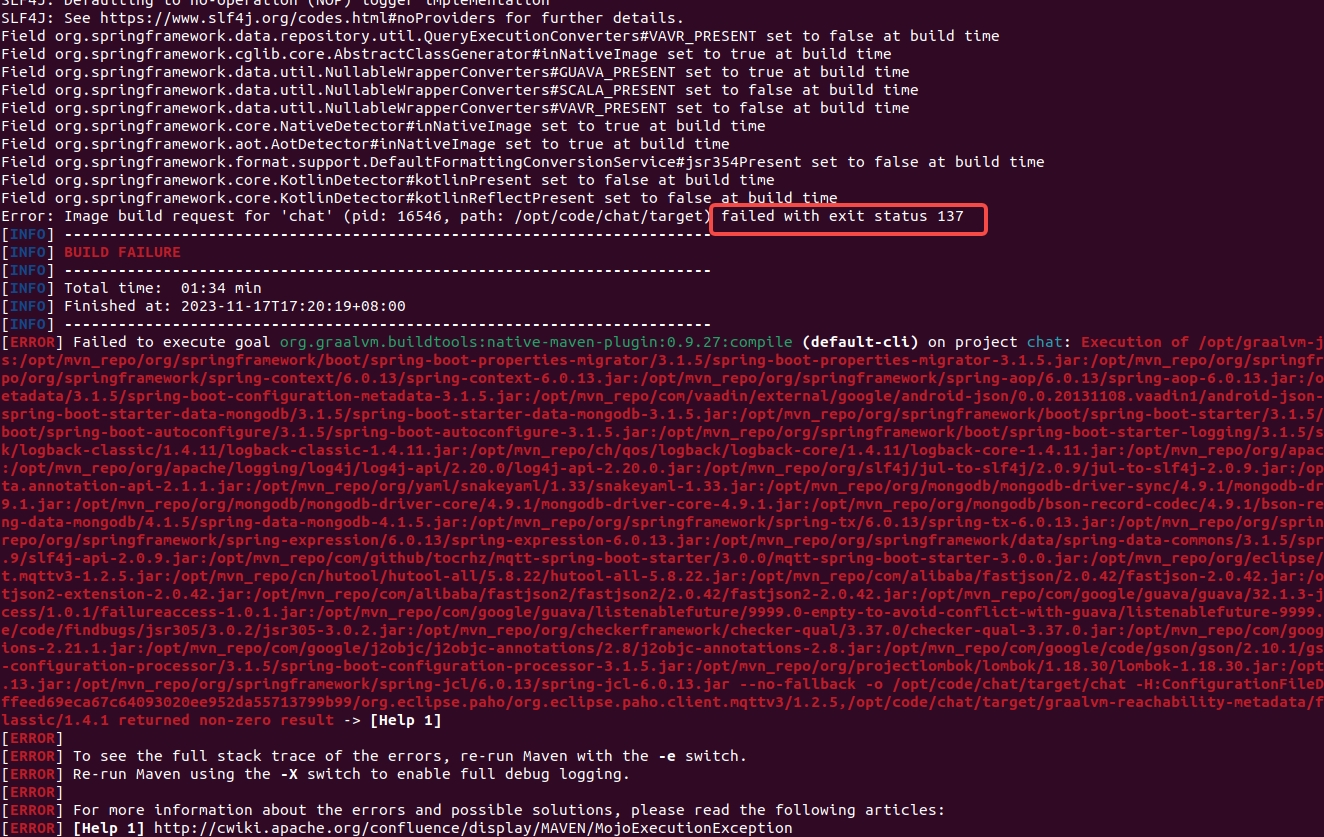 SLF4J: Defaulting to no-operation (NOP) logger implementation
SLF4J: See https://www.slf4j.org/codes.html#noProviders for further details.
Field org.springframework.data.repository.util.QueryExecutionConverters#VAVR_PRESENT set to false at build time
Field org.springframework.cglib.core.AbstractClassGenerator#inNativeImage set to true at build time
Field org.springframework.data.util.NullableWrapperConverters#GUAVA_PRESENT set to true at build time
Field org.springframework.data.util.NullableWrapperConverters#SCALA_PRESENT set to false at build time
Field org.springframework.data.util.NullableWrapperConverters#VAVR_PRESENT set to false at build time
Field org.springframework.core.NativeDetector#inNativeImage set to true at build time
Field org.springframework.aot.AotDetector#inNativeImage set to true at build time
Field org.springframework.format.support.DefaultFormattingConversionService#jsr354Present set to false at build time
Field org.springframework.core.KotlinDetector#kotlinPresent set to false at build time
Field org.springframework.core.KotlinDetector#kotlinReflectPresent set to false at build time
Error: Image build request for 'chat' (pid: 16546, path: /opt/code/chat/target) failed with exit status 137
[INFO] ------------------------------------------------------------------------
[INFO] BUILD FAILURE
[INFO] ------------------------------------------------------------------------
[INFO] Total time:  01:34 min
[INFO] Finished at: 2023-11-17T17:20:19+08:00
[INFO] ------------------------------------------------------------------------
[ERROR] Failed to execute goal org.graalvm.buildtools:native-maven-plugin:0.9.27:compile (default-cli) on project chat: Execution of /opt/graalvm-j
s:/opt/mvn_repo/org/springframework/boot/spring-boot-properties-migrator/3.1.5/spring-boot-properties-migrator-3.1.5.jar:/opt/mvn_repo/org/springfr
po/org/springframework/spring-context/6.0.13/spring-context-6.0.13.jar:/opt/mvn_repo/org/springframework/spring-aop/6.0.13/spring-aop-6.0.13.jar:/o
etadata/3.1.5/spring-boot-configuration-metadata-3.1.5.jar:/opt/mvn_repo/com/vaadin/external/google/android-json/0.0.20131108.vaadin1/android-json-
spring-boot-starter-data-mongodb/3.1.5/spring-boot-starter-data-mongodb-3.1.5.jar:/opt/mvn_repo/org/springframework/boot/spring-boot-starter/3.1.5/
boot/spring-boot-autoconfigure/3.1.5/spring-boot-autoconfigure-3.1.5.jar:/opt/mvn_repo/org/springframework/boot/spring-boot-starter-logging/3.1.5/s
k/logback-classic/1.4.11/logback-classic-1.4.11.jar:/opt/mvn_repo/ch/qos/logback/logback-core/1.4.11/logback-core-1.4.11.jar:/opt/mvn_repo/org/apac
:/opt/mvn_repo/org/apache/logging/log4j/log4j-api/2.20.0/log4j-api-2.20.0.jar:/opt/mvn_repo/org/slf4j/jul-to-slf4j/2.0.9/jul-to-slf4j-2.0.9.jar:/op
ta.annotation-api-2.1.1.jar:/opt/mvn_repo/org/yaml/snakeyaml/1.33/snakeyaml-1.33.jar:/opt/mvn_repo/org/mongodb/mongodb-driver-sync/4.9.1/mongodb-dr
9.1.jar:/opt/mvn_repo/org/mongodb/mongodb-driver-core/4.9.1/mongodb-driver-core-4.9.1.jar:/opt/mvn_repo/org/mongodb/bson-record-codec/4.9.1/bson-re
ng-data-mongodb/4.1.5/spring-data-mongodb-4.1.5.jar:/opt/mvn_repo/org/springframework/spring-tx/6.0.13/spring-tx-6.0.13.jar:/opt/mvn_repo/org/sprin
repo/org/springframework/spring-expression/6.0.13/spring-expression-6.0.13.jar:/opt/mvn_repo/org/springframework/data/spring-data-commons/3.1.5/spr
.9/slf4j-api-2.0.9.jar:/opt/mvn_repo/com/github/tocrhz/mqtt-spring-boot-starter/3.0.0/mqtt-spring-boot-starter-3.0.0.jar:/opt/mvn_repo/org/eclipse/
t.mqttv3-1.2.5.jar:/opt/mvn_repo/cn/hutool/hutool-all/5.8.22/hutool-all-5.8.22.jar:/opt/mvn_repo/com/alibaba/fastjson/2.0.42/fastjson-2.0.42.jar:/o
tjson2-extension-2.0.42.jar:/opt/mvn_repo/com/alibaba/fastjson2/fastjson2/2.0.42/fastjson2-2.0.42.jar:/opt/mvn_repo/com/google/guava/guava/32.1.3-j
cess/1.0.1/failureaccess-1.0.1.jar:/opt/mvn_repo/com/google/guava/listenablefuture/9999.0-empty-to-avoid-conflict-with-guava/listenablefuture-9999.
e/code/findbugs/jsr305/3.0.2/jsr305-3.0.2.jar:/opt/mvn_repo/org/checkerframework/checker-qual/3.37.0/checker-qual-3.37.0.jar:/opt/mvn_repo/com/goog
ions-2.21.1.jar:/opt/mvn_repo/com/google/j2objc/j2objc-annotations/2.8/j2objc-annotations-2.8.jar:/opt/mvn_repo/com/google/code/gson/gson/2.10.1/gs
-configuration-processor/3.1.5/spring-boot-configuration-processor-3.1.5.jar:/opt/mvn_repo/org/projectlombok/lombok/1.18.30/lombok-1.18.30.jar:/opt
.13.jar:/opt/mvn_repo/org/springframework/spring-jcl/6.0.13/spring-jcl-6.0.13.jar --no-fallback -o /opt/code/chat/target/chat -H:ConfigurationFileD
ffeed69eca67c64093020ee952da55713799b99/org.eclipse.paho/org.eclipse.paho.client.mqttv3/1.2.5,/opt/code/chat/target/graalvm-reachability-metadata/f
lassic/1.4.1 returned non-zero result -> [Help 1]
[ERROR]
[ERROR] To see the full stack trace of the errors, re-run Maven with the -e switch.
[ERROR] Re-run Maven using the -X switch to enable full debug logging.
[ERROR]
[ERROR] For more information about the errors and possible solutions, please read the following articles:
[ERROR] [Help 1] http://cwiki.apache.org/confluence/display/MAVEN/MojoExecutionException